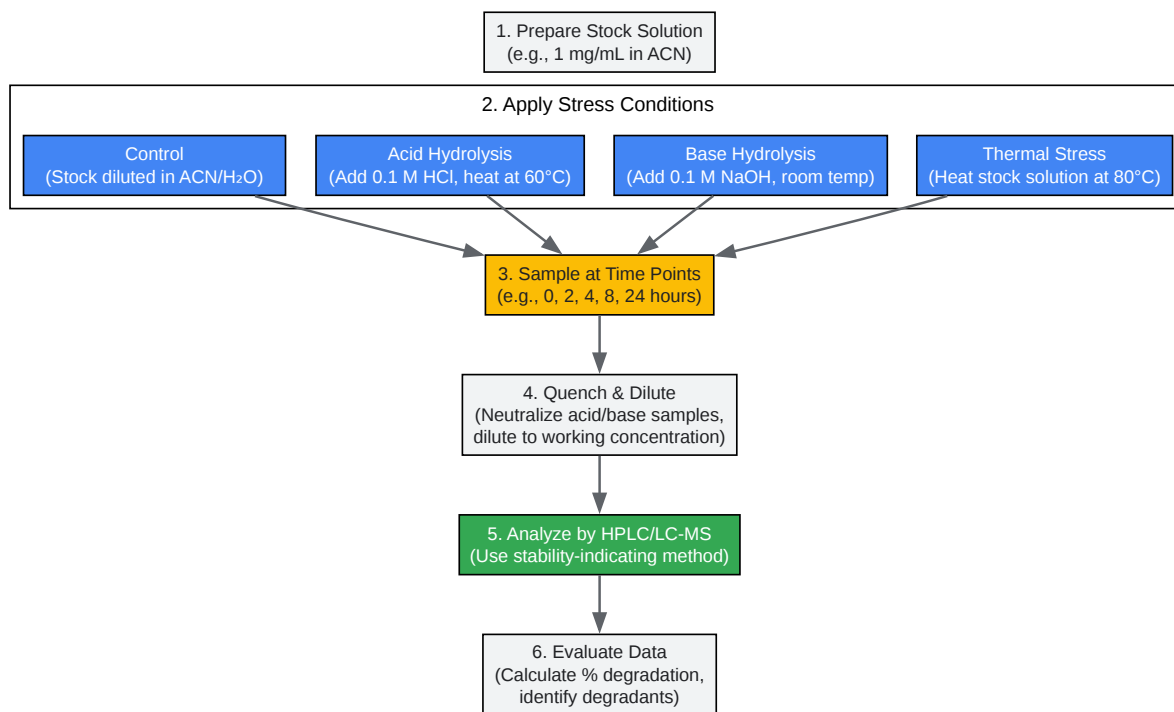 1. Prepare Stock Solution
(e.g., 1 mg/mL in ACN)
2. Apply Stress Conditions
Control
(Stock diluted in ACN/H₂O)
Acid Hydrolysis
(Add 0.1 M HCl, heat at 60°C)
Base Hydrolysis
(Add 0.1 M NaOH, room temp)
Thermal Stress
(Heat stock solution at 80°C)
3. Sample at Time Points
(e.g., 0, 2, 4, 8, 24 hours)
4. Quench & Dilute
(Neutralize acid/base samples,
dilute to working concentration)
5. Analyze by HPLC/LC-MS
(Use stability-indicating method)
6. Evaluate Data
(Calculate % degradation,
identify degradants)